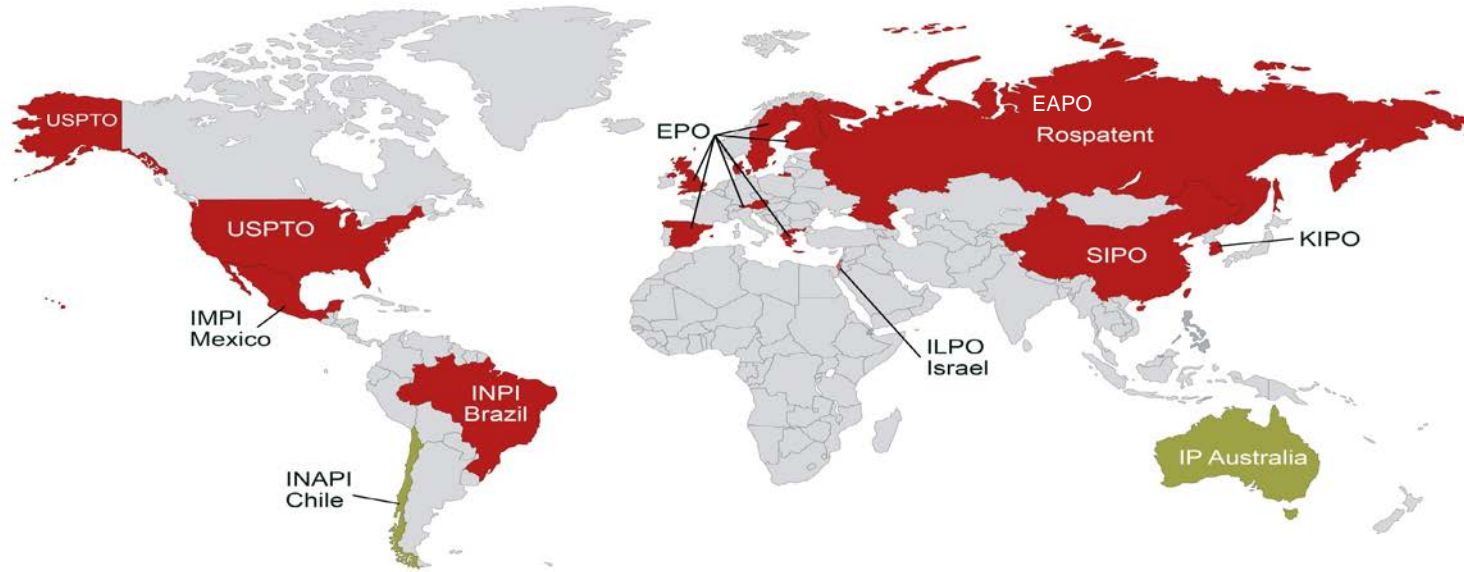 USPTO
EPO
EAPO
Rospatent
USPTO
KIPO
SIPO
IMPI
Mexico
ILPO
Israel
INPI
Brazil
INAPI
Chile
IP Australia